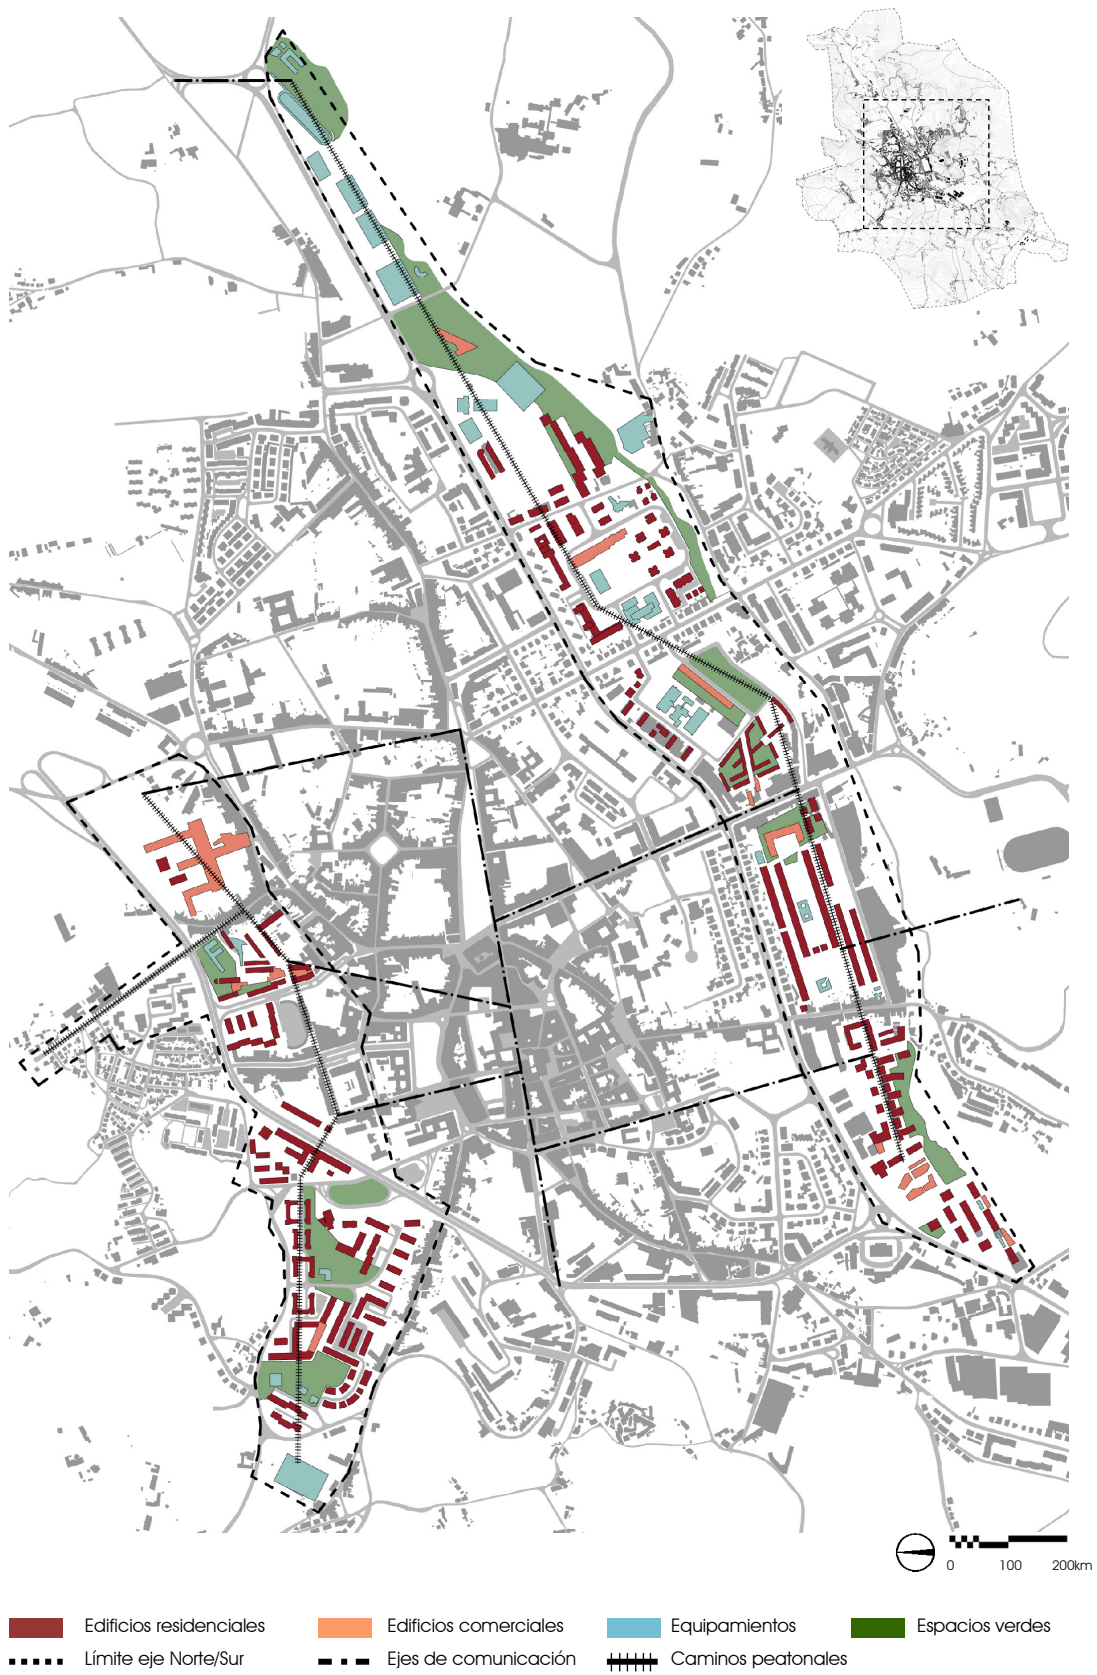 0 100 200km
Edificios residenciales Edificios comerciales Equipamientos Espacios verdes
Límite eje Norte/Sur Ejes de comunicación Caminos peatonales